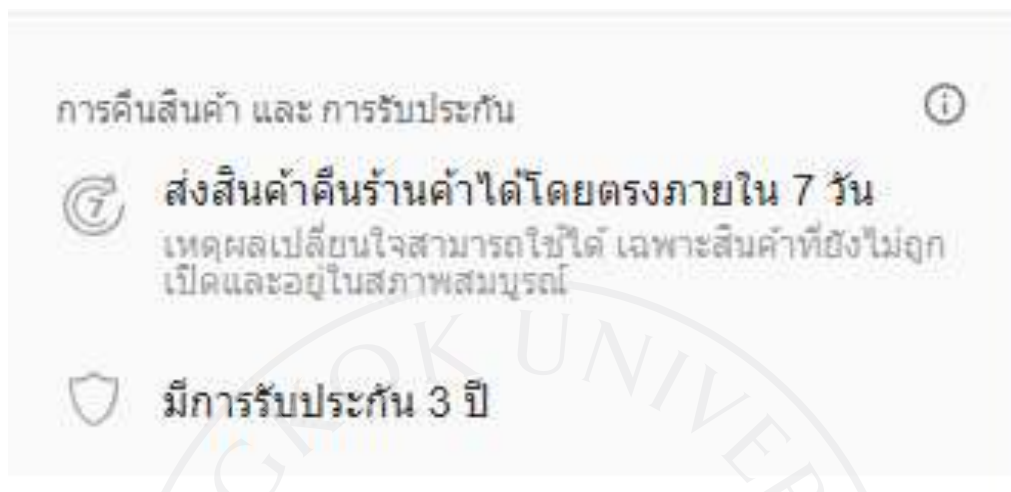 การคืนสินค้า และ การรับประกัน
7
ส่งสินค้าคืนร้านค้าได้โดยตรงภายใน 7 วัน
เหตุผลเปลี่ยนใจสามารถใช้ได้ เฉพาะสินค้าที่ยังไม่ถูก
เปิดและอยู่ในสภาพสมบูรณ์
GKOK UNIVER
มีการรับประกัน 3 ปี